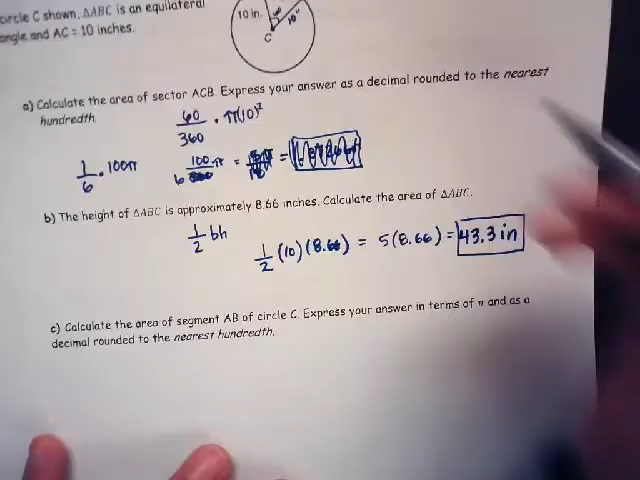 circle C shown, ΔABC is an equilateral
angle and AC = 10 inches.
10 in.
60
10"
C
a) Calculate the area of sector ACB. Express your answer as a decimal rounded to the nearest
hundredth.
60/360 · π(10)²
1/6 · 100π
100π/6 = =
b) The height of ΔABC is approximately 8.66 inches. Calculate the area of ΔABC.
1/2 bh
1/2 (10)(8.66) = 5(8.66) = 43.3 in
c) Calculate the area of segment AB of circle C. Express your answer in terms of π and as a
decimal rounded to the nearest hundredth.